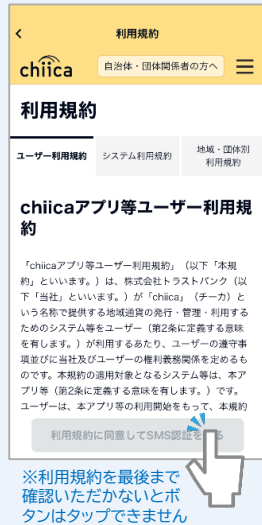 利用規約
chiica
自治体・団体関係者の方へ
利用規約
ユーザー利用規約
システム利用規約
地域・団体別
利用規約
chiicaアプリ等ユーザー利用規
約
「chiicaアプリ等ユーザー利用規約」（以下「本規
約」といいます。）は、株式会社トラストバンク（以
下「当社」といいます。）が「chiica」（チーカ）と
いう名称で提供する地域通貨の発行・管理・利用する
ためのシステム等をユーザー（第2条に定義する意味
を有します。）が利用するあたり、ユーザーの遵守事
項並びに当社及びユーザーの権利義務関係を定めるも
のです。本規約の適用対象となるシステム等は、本ア
プリ等（第2条に定義する意味を有します。）です。
ユーザーは、本アプリ等の利用開始をもって、本規約
利用規約に同意してSMS認証を
る
※利用規約を最後まで
確認いただかないとボ
タンはタップできません